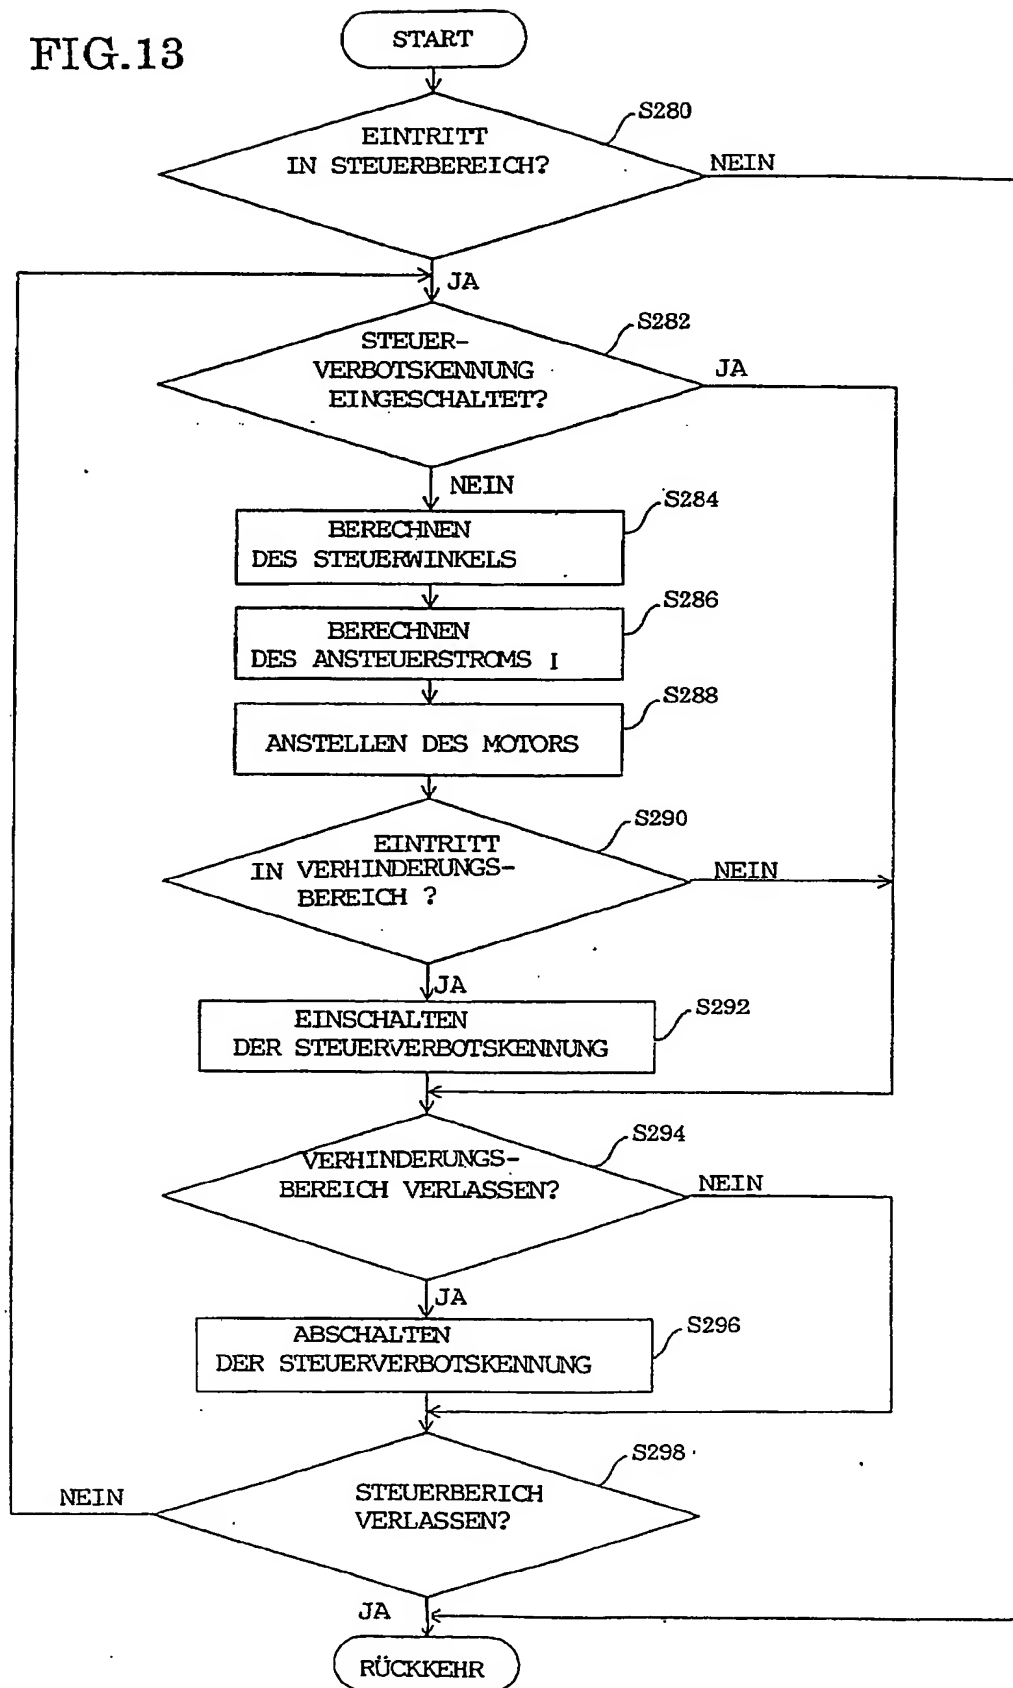 FIG.13
START
S280
EINTRITT
IN STEUERBEREICH?
NEIN
JA
S282
STEUER-
VERBOTSKENNUNG
EINGESCHALTET?
JA
NEIN
S284
BERECHNEN
DES STEUERWINKELS
S286
BERECHNEN
DES ANSTEUERSTROMS I
S288
ANSTELLEN DES MOTORS
S290
EINTRITT
IN VERHINDERUNGS-
BEREICH ?
NEIN
JA
S292
EINSCHALTEN
DER STEUERVERBOTSKENNUNG
S294
VERHINDERUNGS-
BEREICH VERLASSEN?
NEIN
JA
S296
ABSCHALTEN
DER STEUERVERBOTSKENNUNG
S298
NEIN
STEUERBERICH
VERLASSEN?
JA
RÜCKKEHR